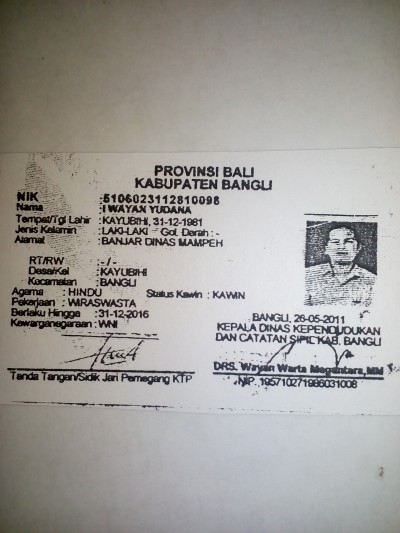 PROVINSI BALI
KABUPATEN BANGLI
NIK : 5106023112810098
Nama : I WAYAN YUDANA
Tempat/Tgl Lahir : KAYUBIHI, 31-12-1981
Jenis Kelamin : LAKI-LAKI Gol. Darah : -
Alamat : BANJAR DINAS MAMPEH
RT/RW : -/-
Desa/Kel : KAYUBIHI
Kecamatan : BANGLI
Agama : HINDU Status Kawin : KAWIN
Pekerjaan : WIRASWASTA
Berlaku Hingga : 31-12-2016
Kewarganegaraan : WNI
BANGLI, 26-05-2011
KEPALA DINAS KEPENDUDUKAN
DAN CATATAN SIPIL KAB. BANGLI
Tanda Tangan/Sidik Jari Pemegang KTP
DRS. Wayan Warta Megantara, MM
NIP. 195710271986031008